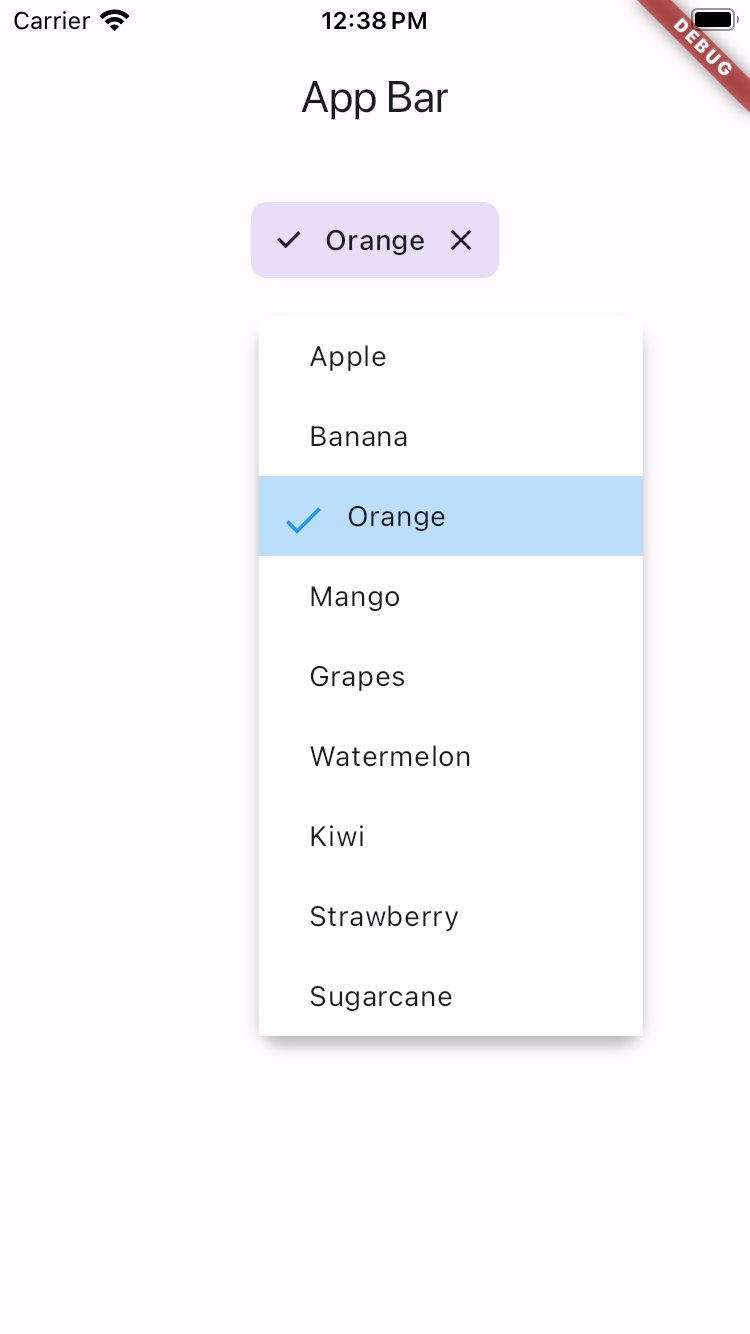 Carrier 12:38 PM
DEBUG
App Bar
Orange
Apple
Banana
Orange
Mango
Grapes
Watermelon
Kiwi
Strawberry
Sugarcane